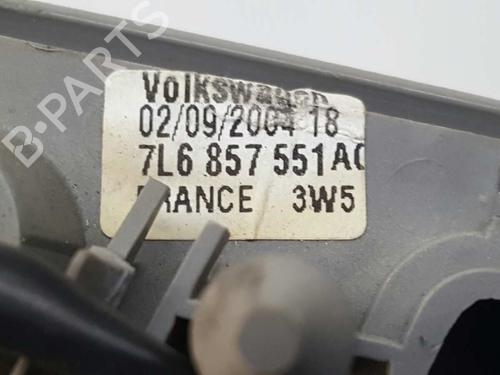 Volkswagen
02/09/2004 18
7L6 857 551AC
FRANCE 3W5
B-Parts